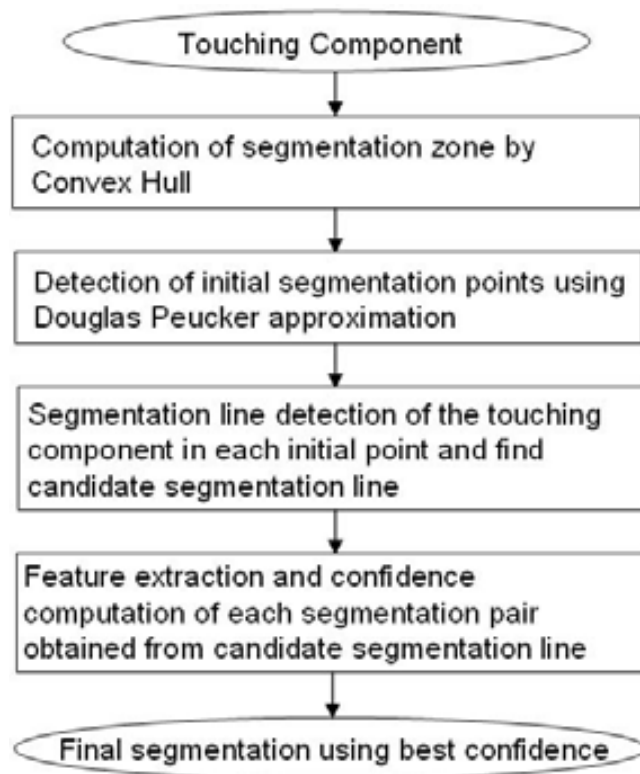 Touching Component
Computation of segmentation zone by
Convex Hull
Detection of initial segmentation points using
Douglas Peucker approximation
Segmentation line detection of the touching
component in each initial point and find
candidate segmentation line
Feature extraction and confidence
computation of each segmentation pair
obtained from candidate segmentation line
Final segmentation using best confidence